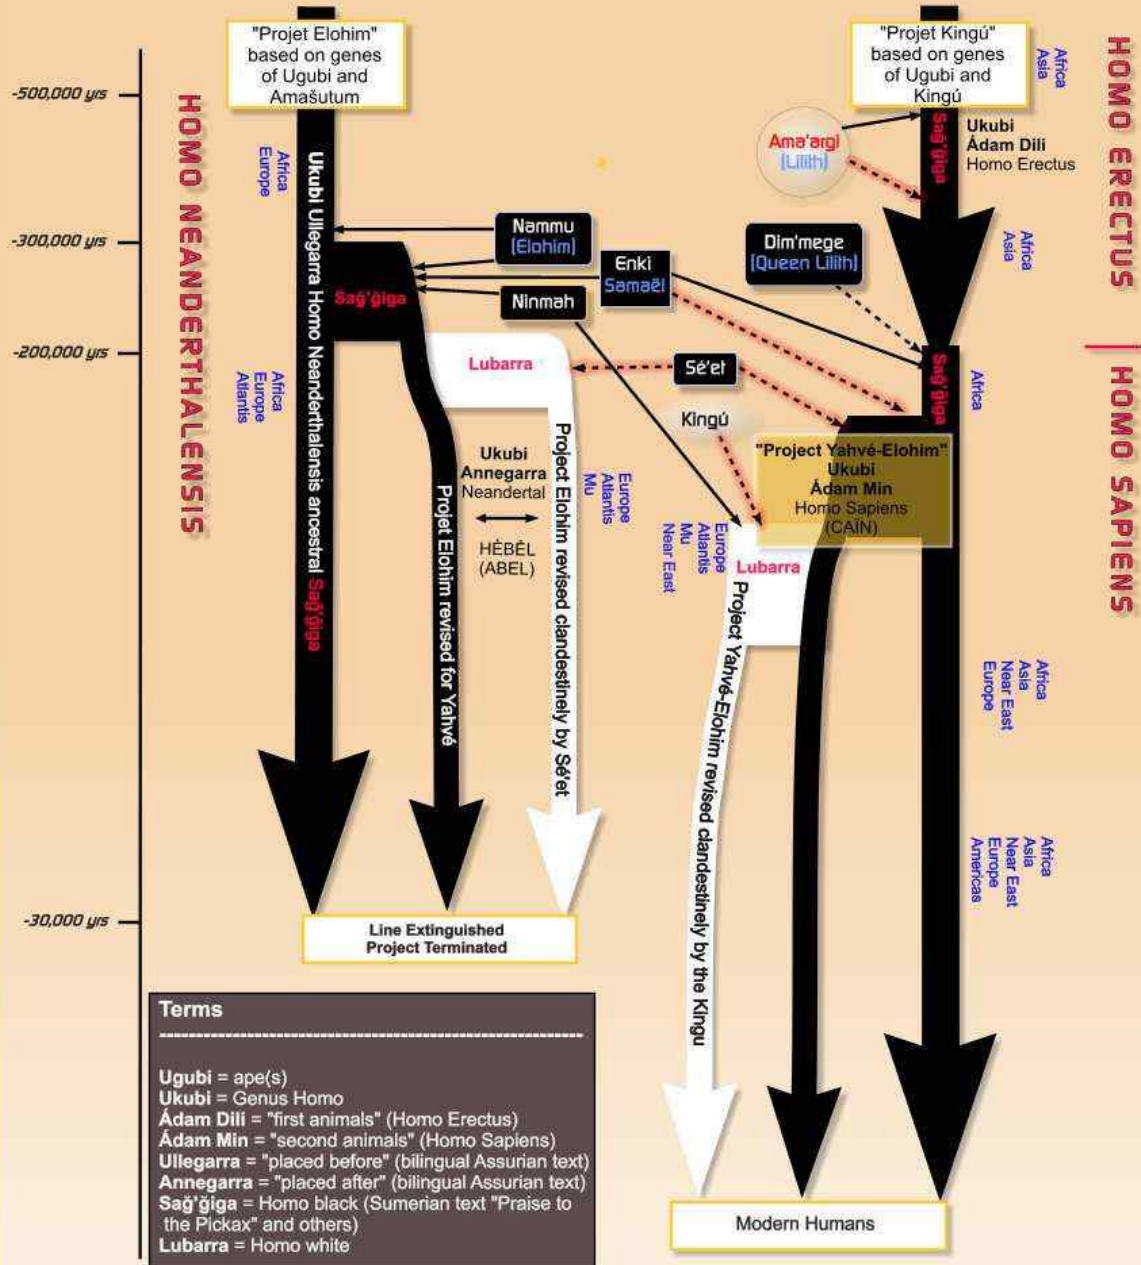 "Projet Elohim"
based on genes
of Ugubi and
Amašutum
"Projet Kingú"
based on genes
of Ugubi and
Kingú
Africa
Asia
HOMO ERECTUS
-500,000 yrs
HOMO NEANDERTHALENSIS
Africa
Europe
Ukubi Ullegarra Homo Neanderthalensis ancestral Sağ'ğiga
Ama'argi
(Lilith)
Sağ'ğiga
Ukubi
Ádam Dili
Homo Erectus
-300,000 yrs
Nammu
(Elohim)
Enki
Samaël
Dim'mege
(Queen Lilith)
Africa
Asia
Sağ'ğiga
Ninmah
-200,000 yrs
Lubarra
Sé'et
Sağ'ğiga
Africa
HOMO SAPIENS
Africa
Europe
Atlantis
Kingú
"Project Yahvé-Elohim"
Ukubi
Ádam Min
Homo Sapiens
(CAÏN)
Ukubi
Annegarra
Neandertal
HÉBÉL
(ABEL)
Projet Elohim revised for Yahvé
Project Elohim revised clandestinely by Sé'et
Europe
Atlantis
Mu
Europe
Atlantis
Mu
Near East
Lubarra
Project Yahvé-Elohim revised clandestinely by the Kingu
Africa
Asia
Near East
Europe
Africa
Asia
Near East
Europe
Americas
-30,000 yrs
Line Extinguished
Project Terminated
Terms
Ugubi = ape(s)
Ukubi = Genus Homo
Ádam Dili = "first animals" (Homo Erectus)
Ádam Min = "second animals" (Homo Sapiens)
Ullegarra = "placed before" (bilingual Assurian text)
Annegarra = "placed after" (bilingual Assurian text)
Sağ'ğiga = Homo black (Sumerian text "Praise to
the Pickax" and others)
Lubarra = Homo white
Modern Humans